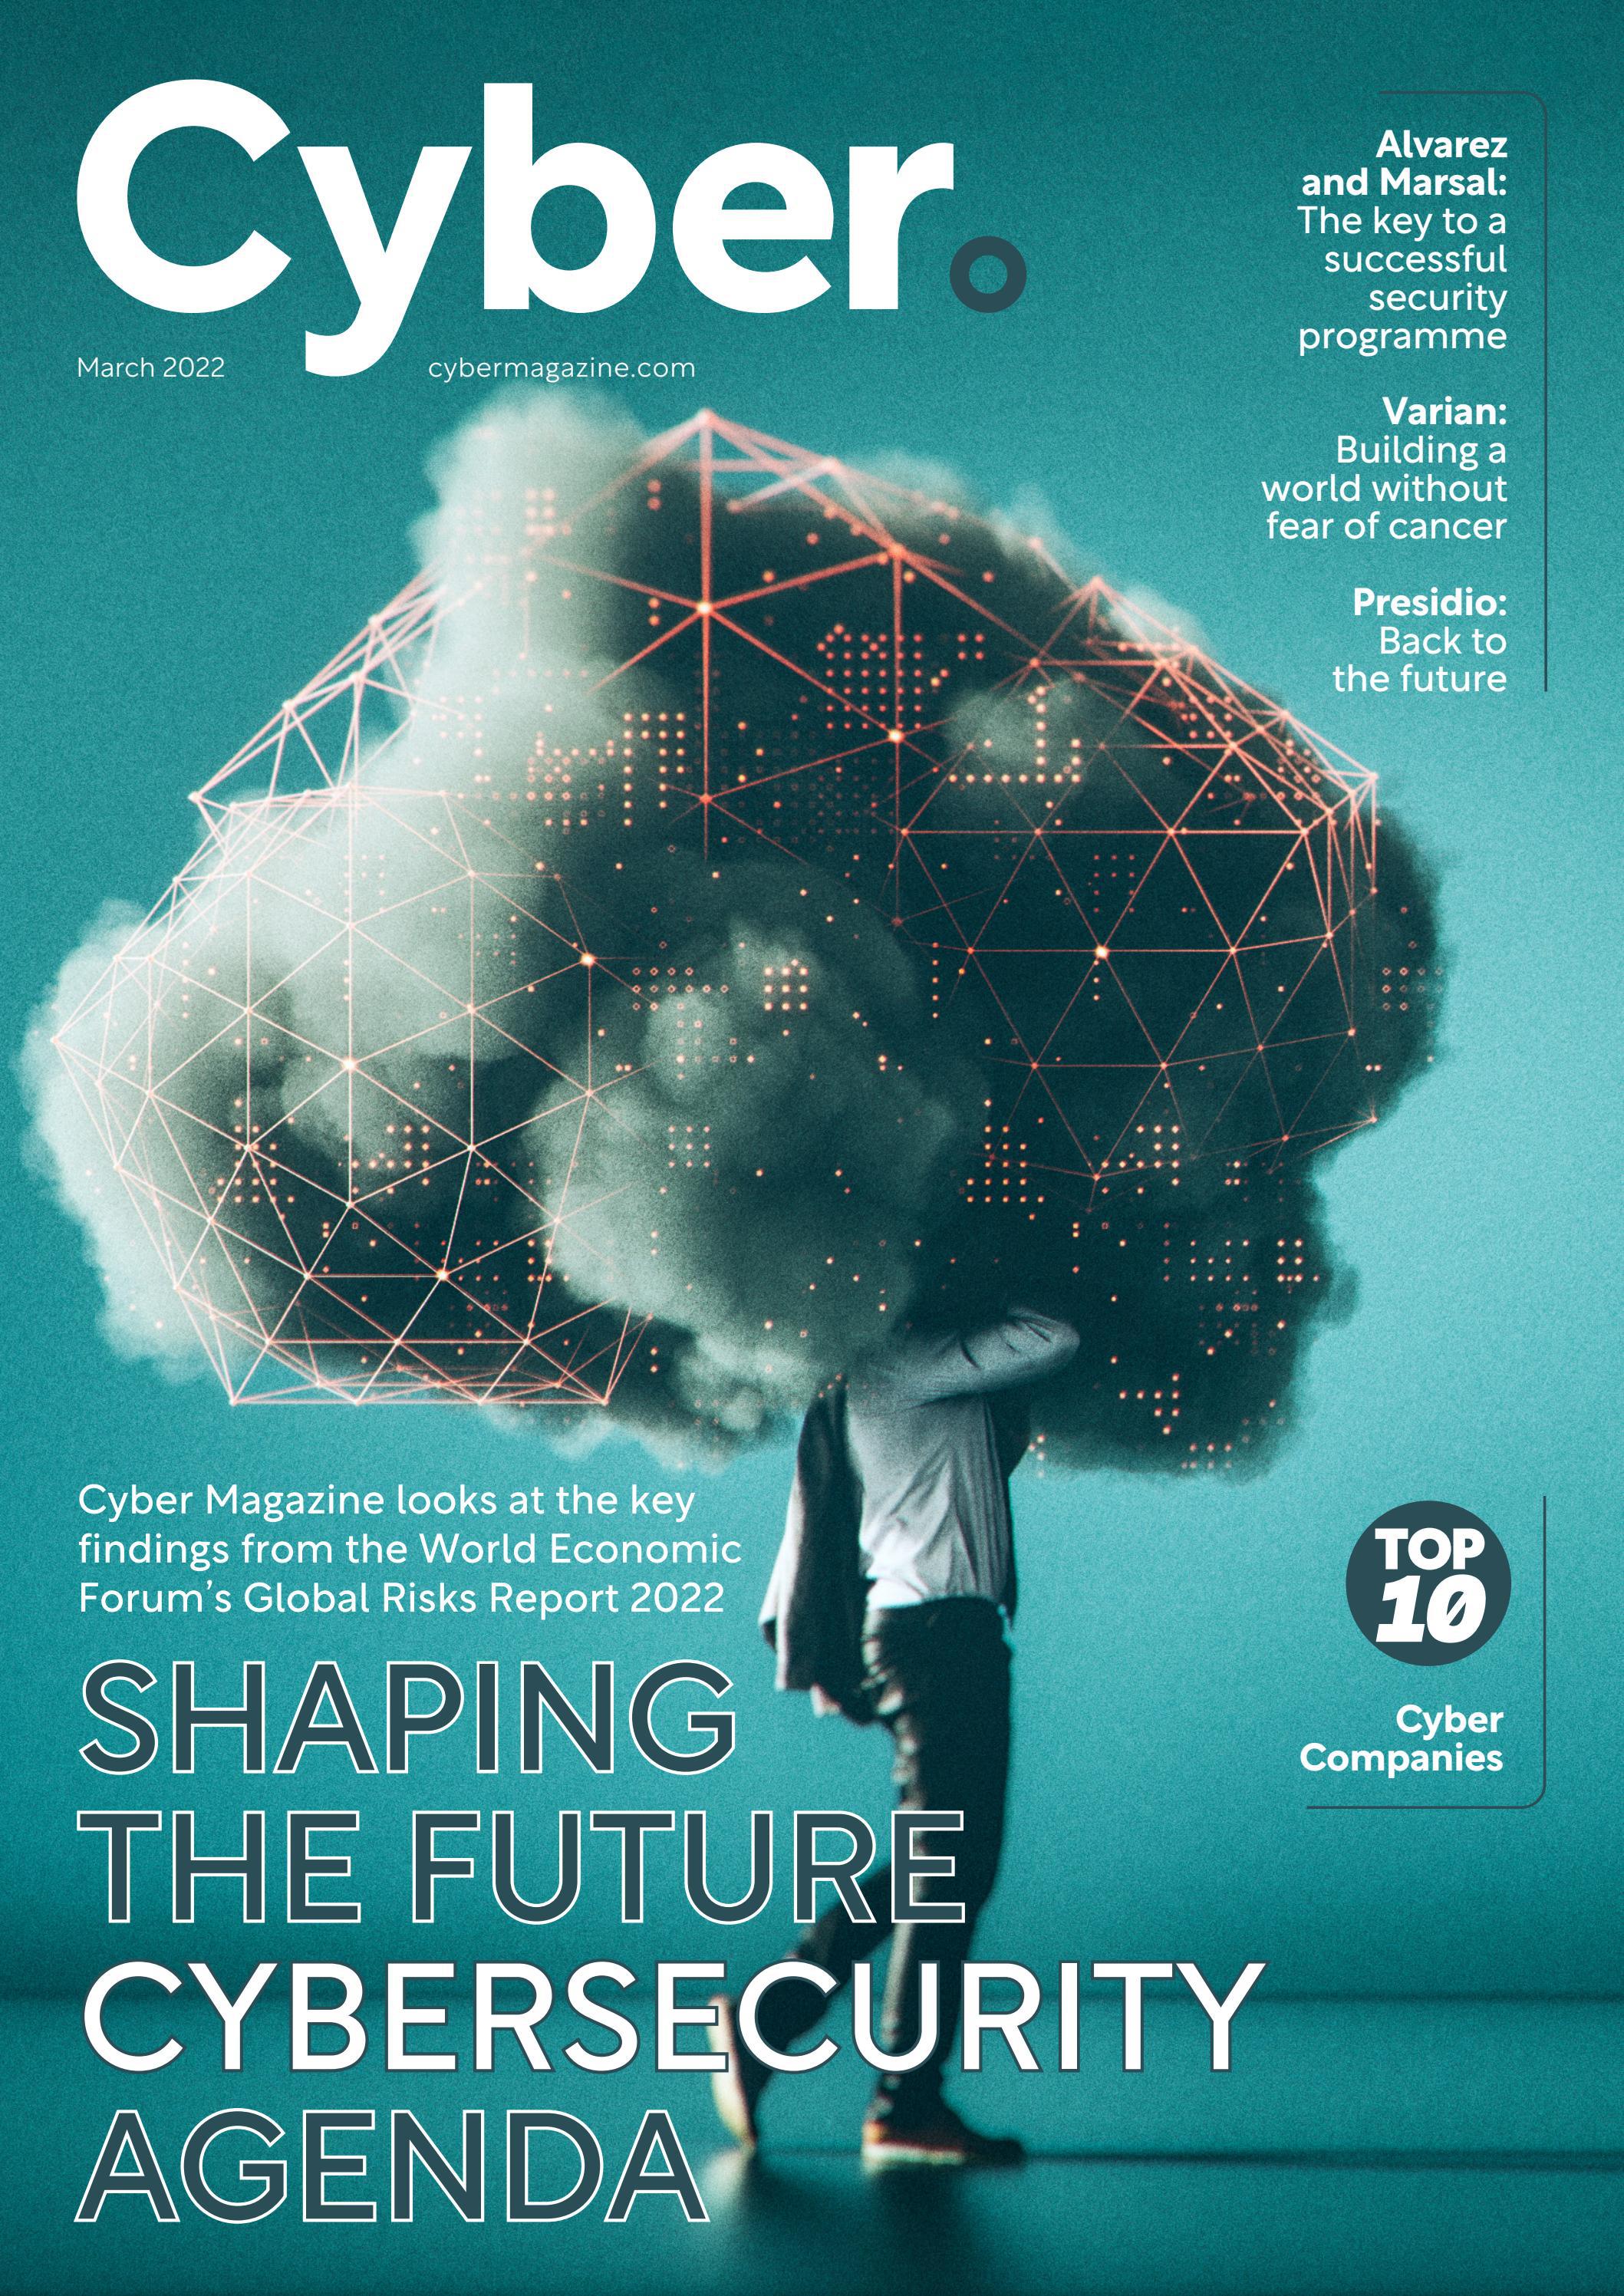 Cyber.
March 2022
cybermagazine.com
Alvarez
and Marsal:
The key to a
successful
security
programme
Varian:
Building a
world without
fear of cancer
Presidio:
Back to
the future
Cyber Magazine looks at the key
findings from the World Economic
Forum’s Global Risks Report 2022
SHAPING
THE FUTURE
CYBERSECURITY
AGENDA
TOP
10
Cyber
Companies